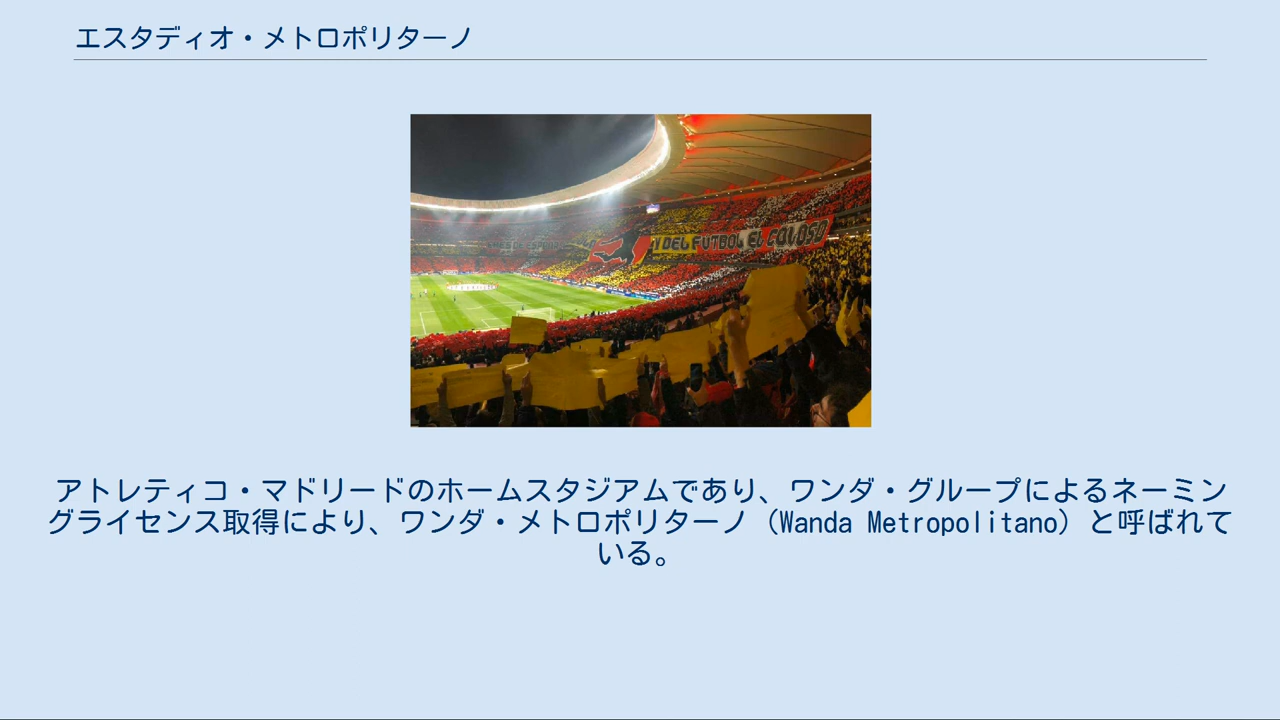 エスタディオ・メトロポリターノ
Y DEL FUTBOL EL COLOSO
アトレティコ・マドリードのホームスタジアムであり、ワンダ・グループによるネーミン
グライセンス取得により、ワンダ・メトロポリターノ（Wanda Metropolitano）と呼ばれて
いる。